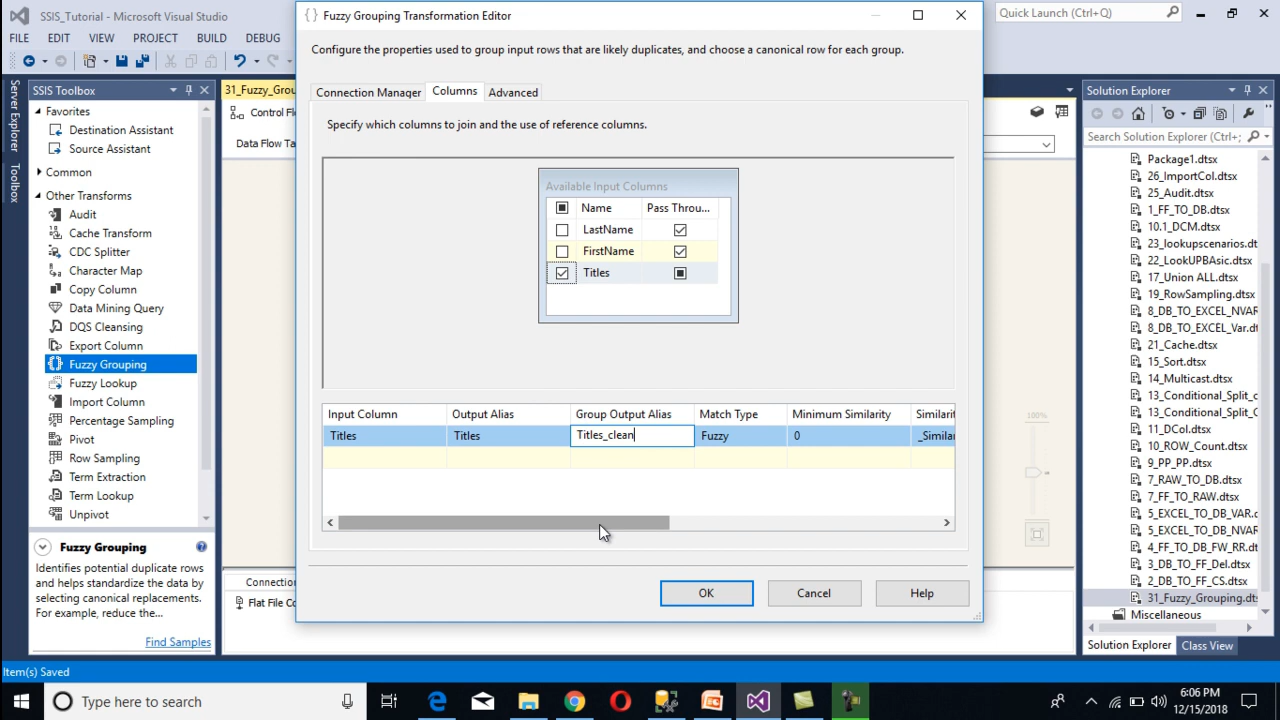 SSIS_Tutorial - Microsoft Visual Studio
Quick Launch (Ctrl+Q)
FILE EDIT VIEW PROJECT BUILD DEBUG
Fuzzy Grouping Transformation Editor
Configure the properties used to group input rows that are likely duplicates, and choose a canonical row for each group.
Connection Manager Columns Advanced
Specify which columns to join and the use of reference columns.
Available Input Columns
Name Pass Throu...
LastName
FirstName
Titles
Input Column Output Alias Group Output Alias Match Type Minimum Similarity Similarit
Titles Titles Titles_clean Fuzzy 0 _Similar
OK Cancel Help
Server Explorer
Toolbox
SSIS Toolbox
Favorites
Destination Assistant
Source Assistant
Common
Other Transforms
Audit
Cache Transform
CDC Splitter
Character Map
Copy Column
Data Mining Query
DQS Cleansing
Export Column
Fuzzy Grouping
Fuzzy Lookup
Import Column
Percentage Sampling
Pivot
Row Sampling
Term Extraction
Term Lookup
Unpivot
Fuzzy Grouping
Identifies potential duplicate rows
and helps standardize the data by
selecting canonical replacements.
For example, reduce the...
Find Samples
31_Fuzzy_Grou
Control Fl
Data Flow Ta
100%
Connection
Flat File Co
Solution Explorer
Search Solution Explorer (Ctrl+;
Package1.dtsx
26_ImportCol.dtsx
25_Audit.dtsx
1_FF_TO_DB.dtsx
10.1_DCM.dtsx
23_lookupscenarios.dt
22_LookUPBAsic.dtsx
17_Union ALL.dtsx
19_RowSampling.dtsx
8_DB_TO_EXCEL_NVAR
8_DB_TO_EXCEL_Var.dt
21_Cache.dtsx
15_Sort.dtsx
14_Multicast.dtsx
13_Conditional_Split_c
13_Conditional_Split_C
11_DCol.dtsx
10_ROW_Count.dtsx
9_PP_PP.dtsx
7_RAW_TO_DB.dtsx
7_FF_TO_RAW.dtsx
5_EXCEL_TO_DB_VAR.c
5_EXCEL_TO_DB_NVAR
4_FF_TO_DB_FW_RR.dt
3_DB_TO_FF_Del.dtsx
2_DB_TO_FF_CS.dtsx
31_Fuzzy_Grouping.dt
Miscellaneous
Solution Explorer Class View
Item(s) Saved
Type here to search
6:06 PM
12/15/2018